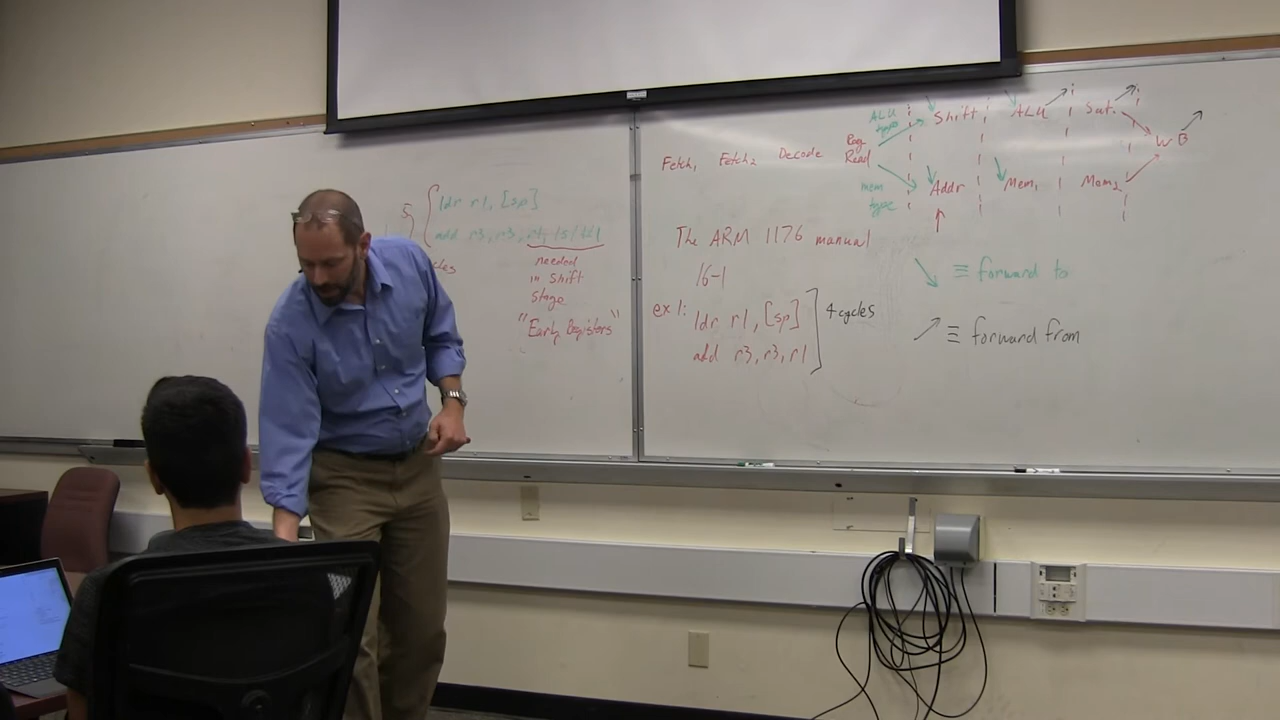 5
ldr r1, [sp]
add r3, r3, r1,
needed
in Shift
Stage
"Early Registers"
Fetch₁ Fetch₂ Decode Reg Read
ALU type
Shift ALU Sat.
WB
mem type
Addr Mem₁ Mem₂
The ARM 1176 manual
16-1
ex 1: ldr r1, [sp]
add r3, r3, r1
4 cycles
≡ forward to
≡ forward from